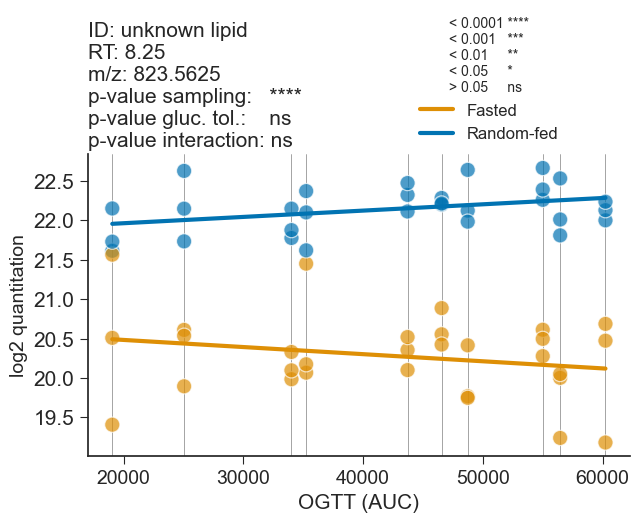 ID: unknown lipid
RT: 8.25
m/z: 823.5625
p-value sampling: ****
p-value gluc. tol.: ns
p-value interaction: ns
< 0.0001 ****
< 0.001 ***
< 0.01 **
< 0.05 *
> 0.05 ns
Fasted
Random-fed
log2 quantitation
22.5
22.0
21.5
21.0
20.5
20.0
19.5
20000 30000 40000 50000 60000
OGTT (AUC)